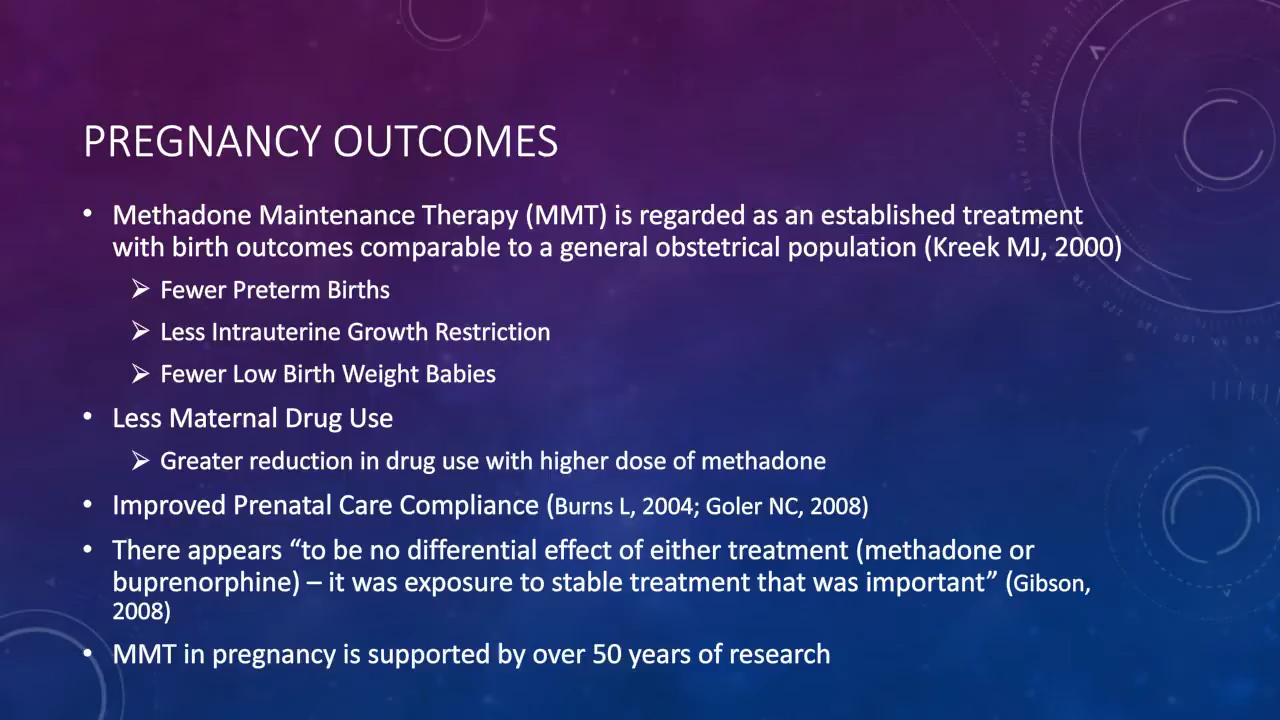 PREGNANCY OUTCOMES
• Methadone Maintenance Therapy (MMT) is regarded as an established treatment
with birth outcomes comparable to a general obstetrical population (Kreek MJ, 2000)
➢ Fewer Preterm Births
➢ Less Intrauterine Growth Restriction
➢ Fewer Low Birth Weight Babies
• Less Maternal Drug Use
➢ Greater reduction in drug use with higher dose of methadone
• Improved Prenatal Care Compliance (Burns L, 2004; Goler NC, 2008)
• There appears “to be no differential effect of either treatment (methadone or
buprenorphine) – it was exposure to stable treatment that was important” (Gibson,
2008)
• MMT in pregnancy is supported by over 50 years of research